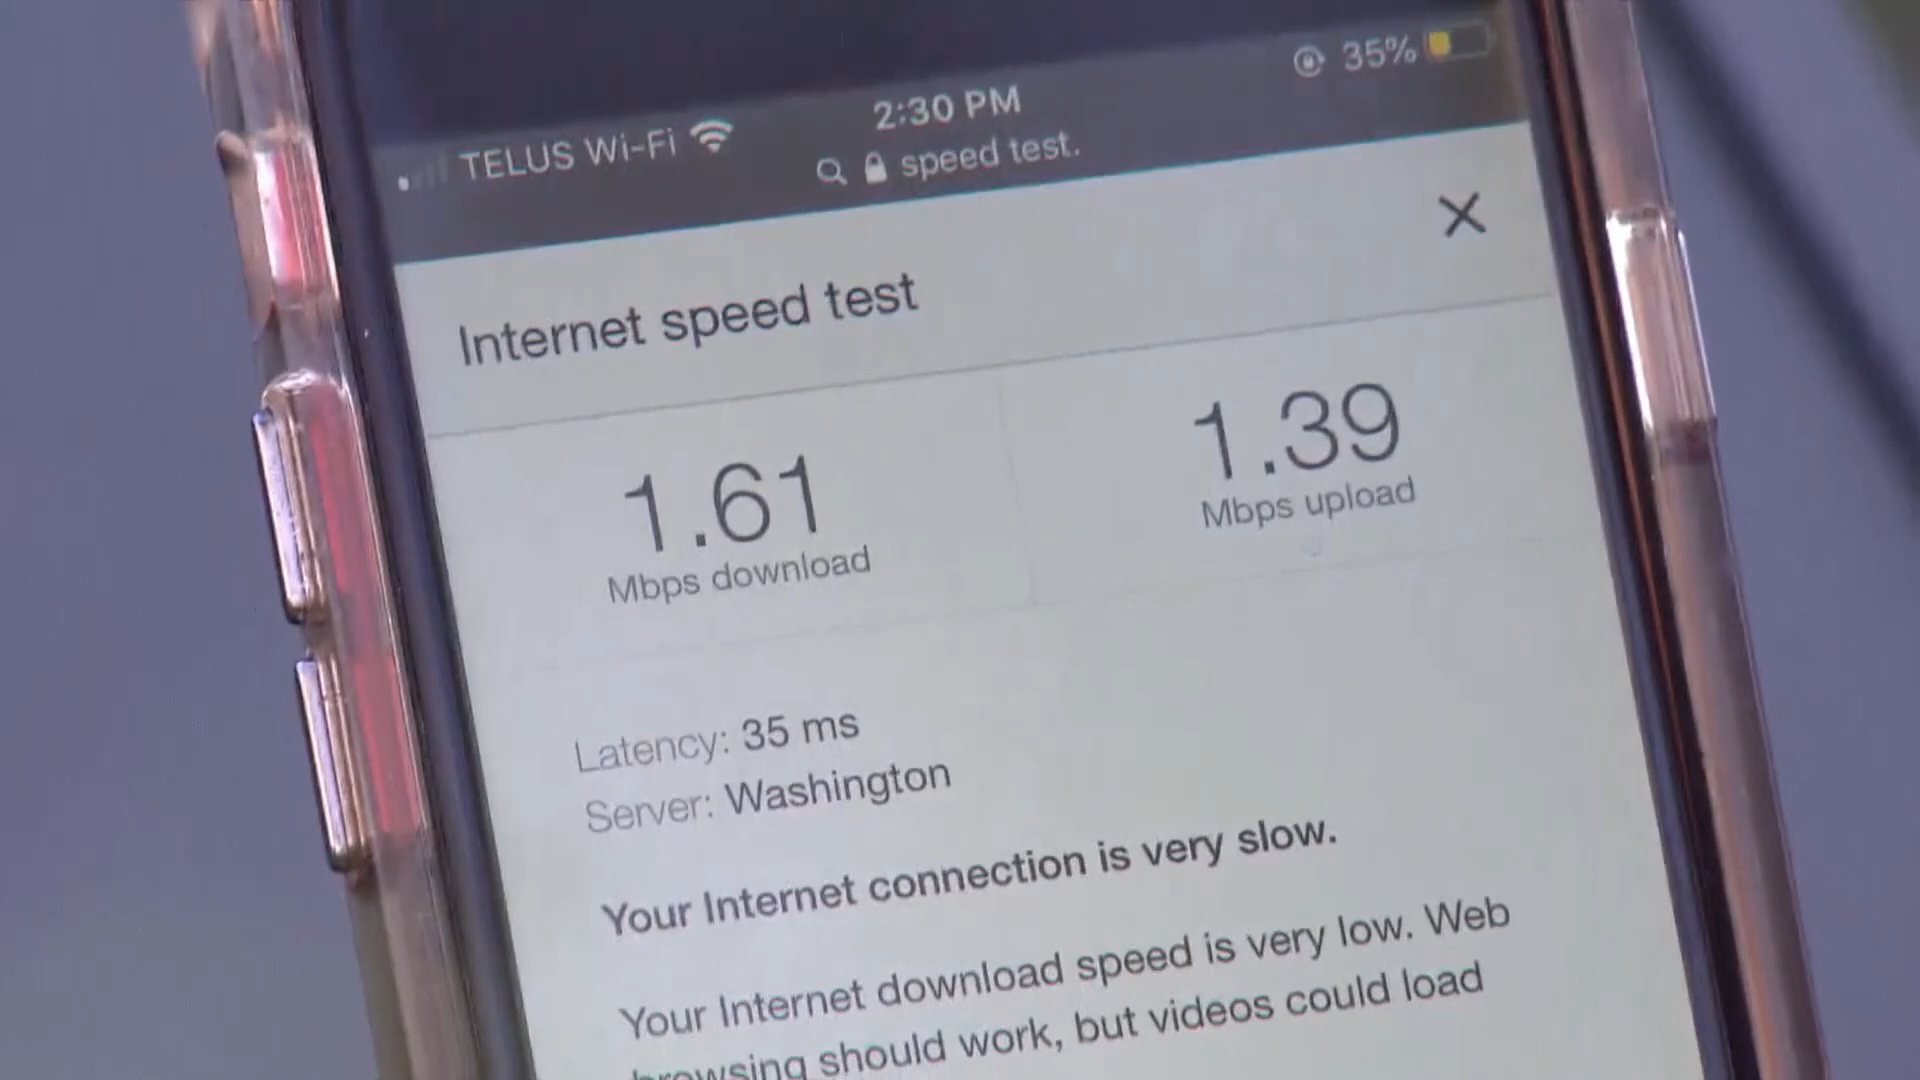 TELUS Wi-Fi
2:30 PM
35%
speed test.
Internet speed test
1.61
Mbps download
1.39
Mbps upload
Latency: 35 ms
Server: Washington
Your Internet connection is very slow.
Your Internet download speed is very low. Web
browsing should work, but videos could load